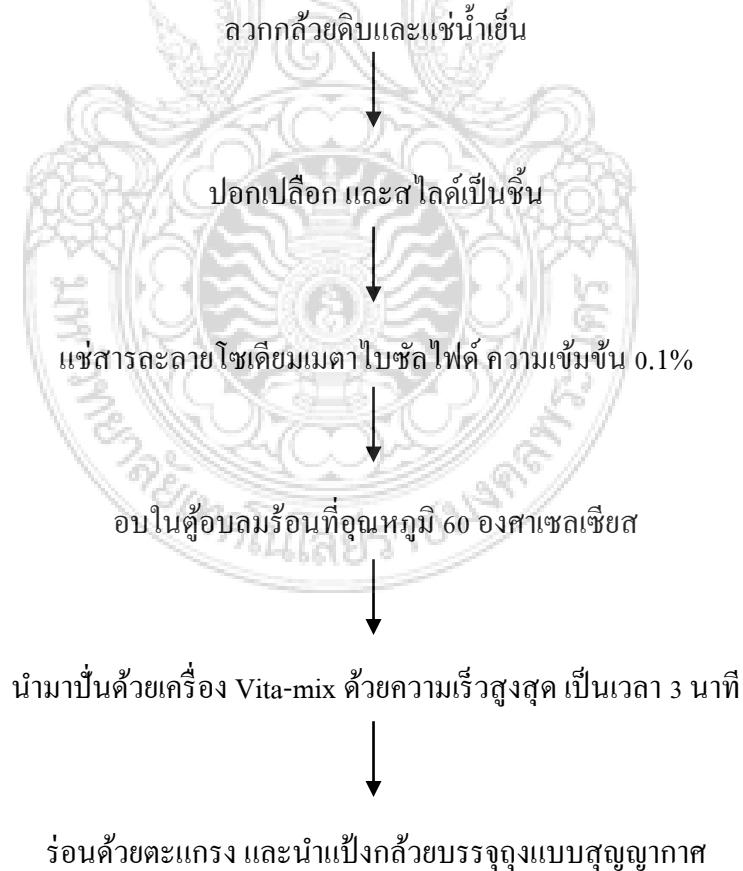 ลวกกล้วยดิบและแช่น้ำเย็น
ปอกเปลือก และสไลด์เป็นชิ้น
แช่สารละลายโซเดียมเมตาไบซัลไฟด์ ความเข้มข้น 0.1%
อบในตู้อบลมร้อนที่อุณหภูมิ 60 องศาเซลเซียส
นำมาปั่นด้วยเครื่อง Vita-mix ด้วยความเร็วสูงสุด เป็นเวลา 3 นาที
ร่อนด้วยตะแกรง และนำแป้งกล้วยบรรจุถุงแบบสุญญากาศ